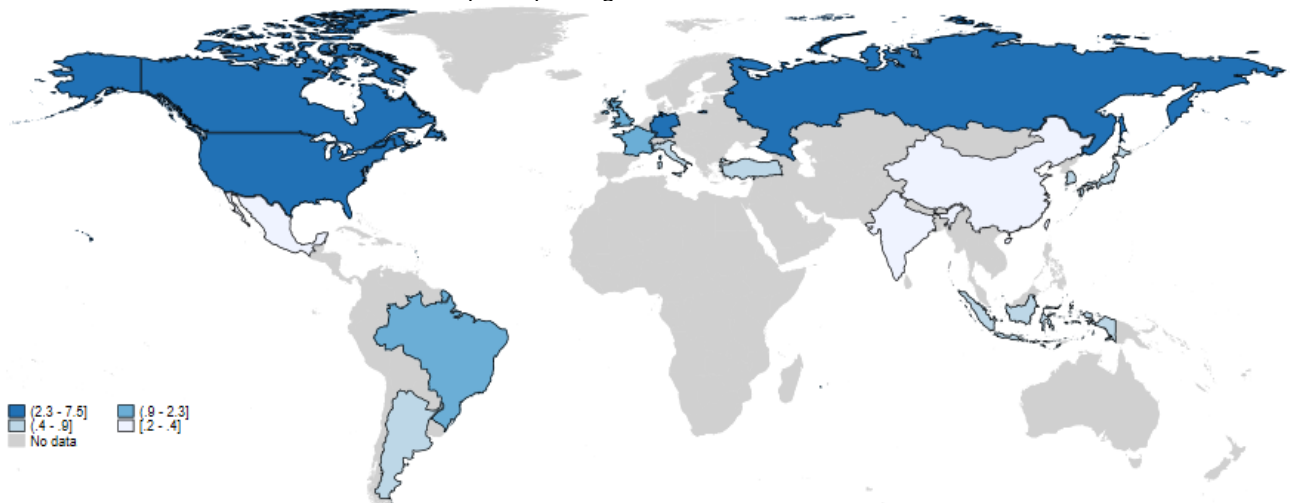 (2.3 - 7.5] (.9 - 2.3]
(.4 - .9] [.2 - .4]
No data